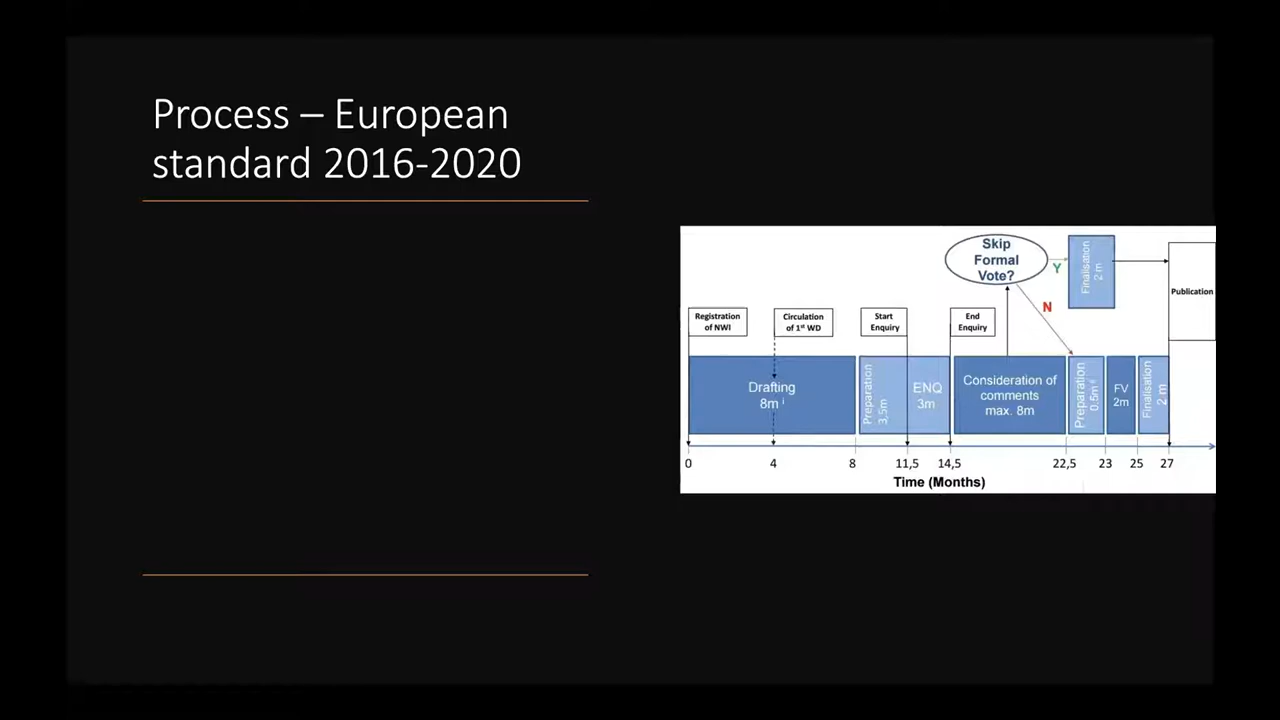 Process – European
standard 2016-2020
Skip
Formal
Vote?
Y
N
Finalisation
2 m
Publication
Registration
of NWI
Circulation
of 1st WD
Start
Enquiry
End
Enquiry
Drafting
8m i
Preparation
3,5m
ENQ
3m
Consideration of
comments
max. 8m
Preparation
0.5m ii
FV
2m
Finalisation
2 m
0
4
8
11,5
14,5
22,5
23
25
27
Time (Months)